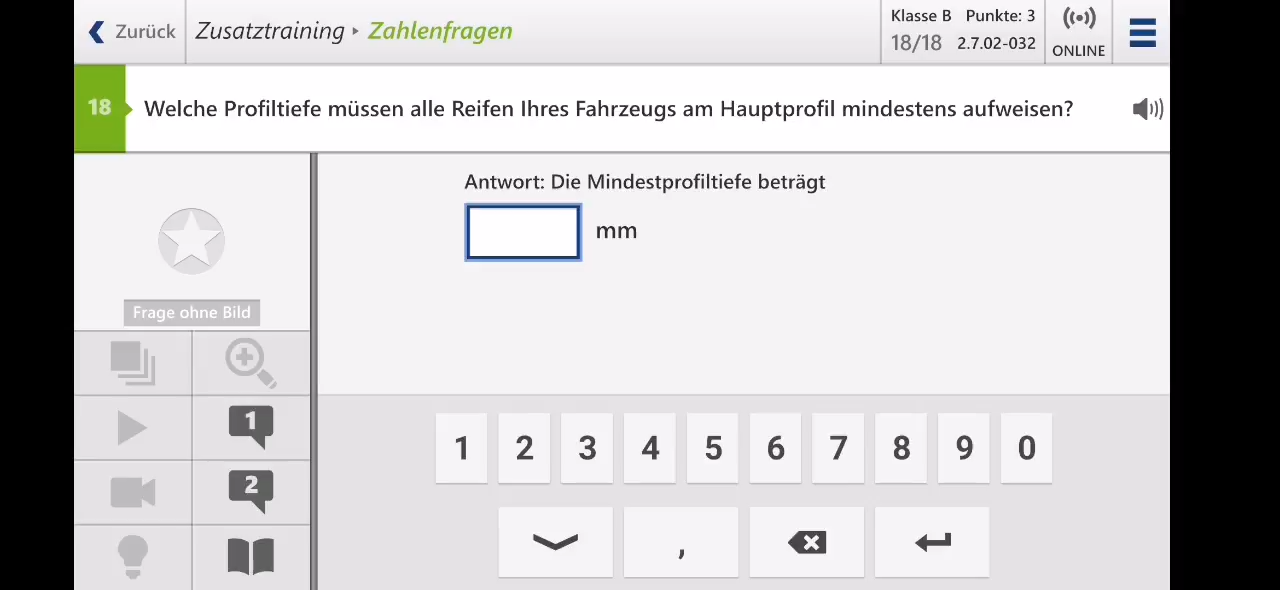 Zurück
Zusatztraining ▸ Zahlenfragen
Klasse B Punkte: 3
18/18 2.7.02-032
ONLINE
18
Welche Profiltiefe müssen alle Reifen Ihres Fahrzeugs am Hauptprofil mindestens aufweisen?
Antwort: Die Mindestprofiltiefe beträgt
mm
Frage ohne Bild
1
2
1 2 3 4 5 6 7 8 9 0
,